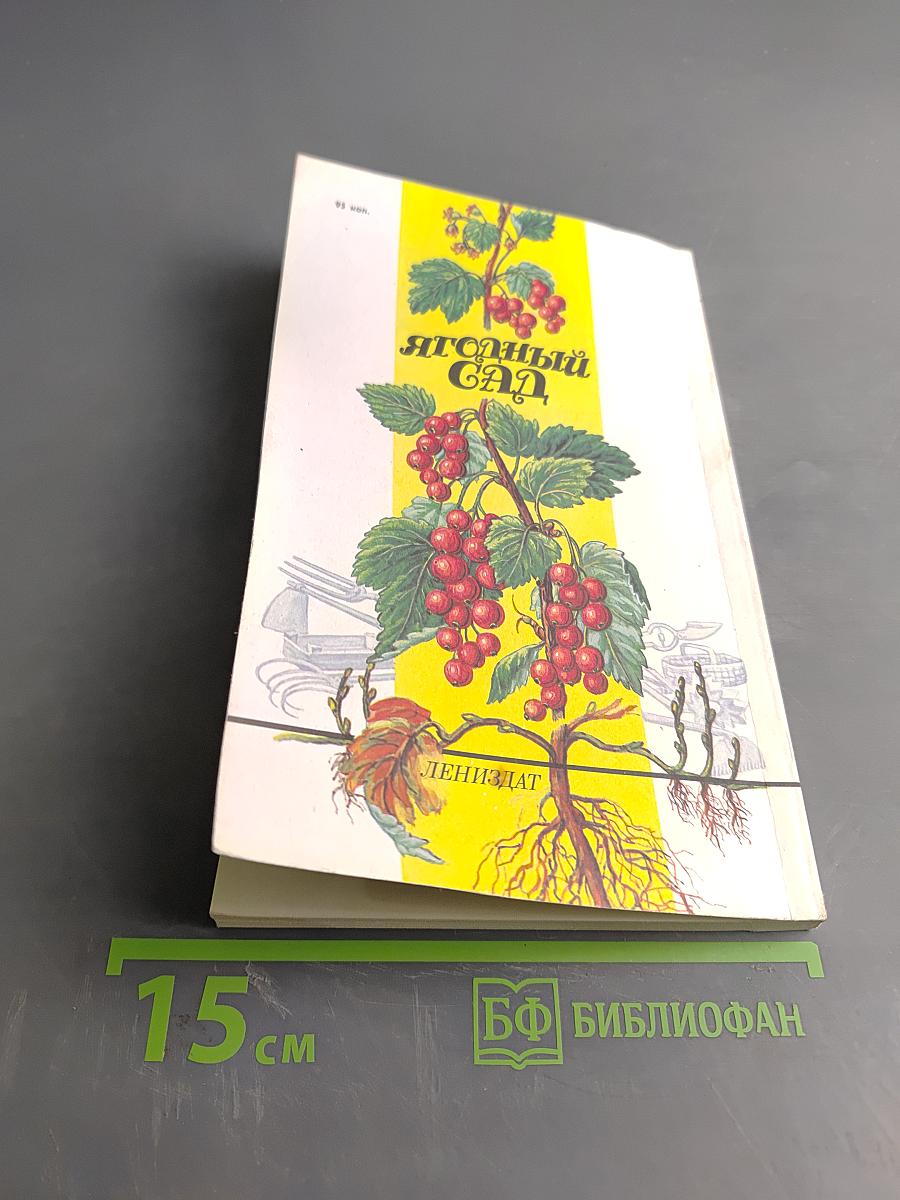 95 коп.
ЯГОДНЫЙ
САД
ЛЕНИЗДАТ
15 см
БФ БИБЛИОФАН